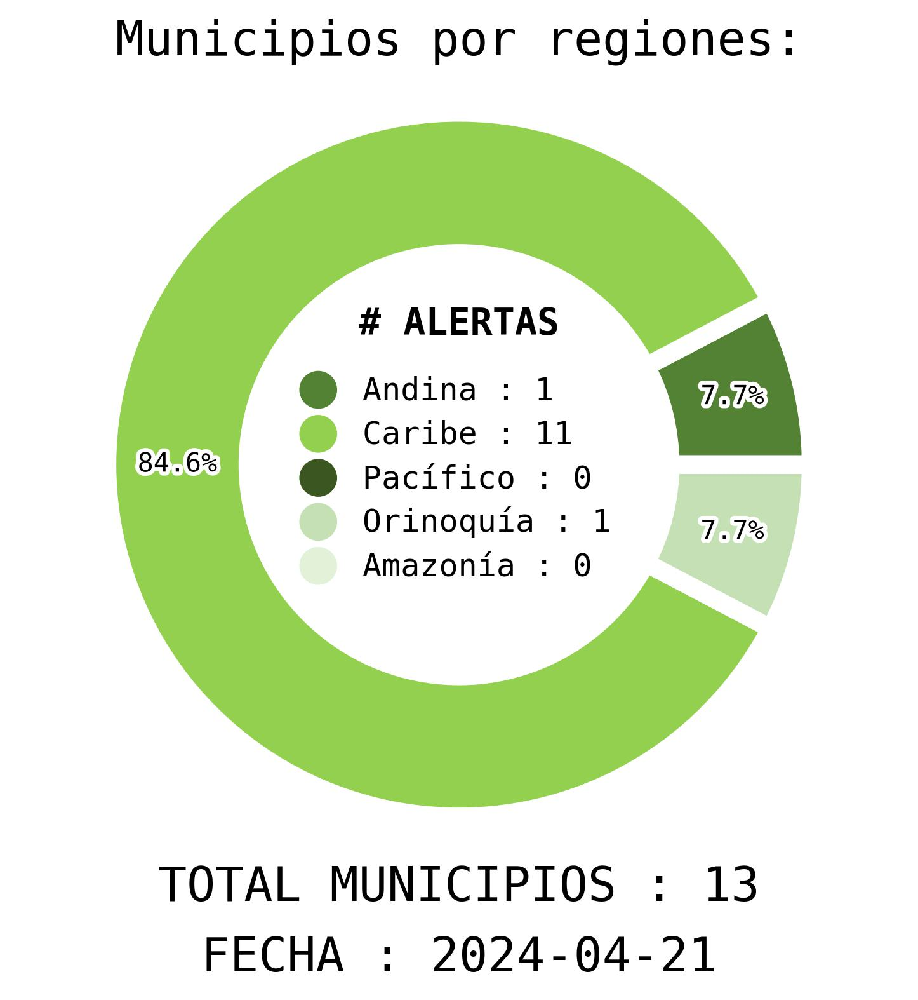 Municipios por regiones:
# ALERTAS
Andina : 1
Caribe : 11
Pacífico : 0
Orinoquía : 1
Amazonía : 0
84.6%
7.7%
7.7%
TOTAL MUNICIPIOS : 13
FECHA : 2024-04-21